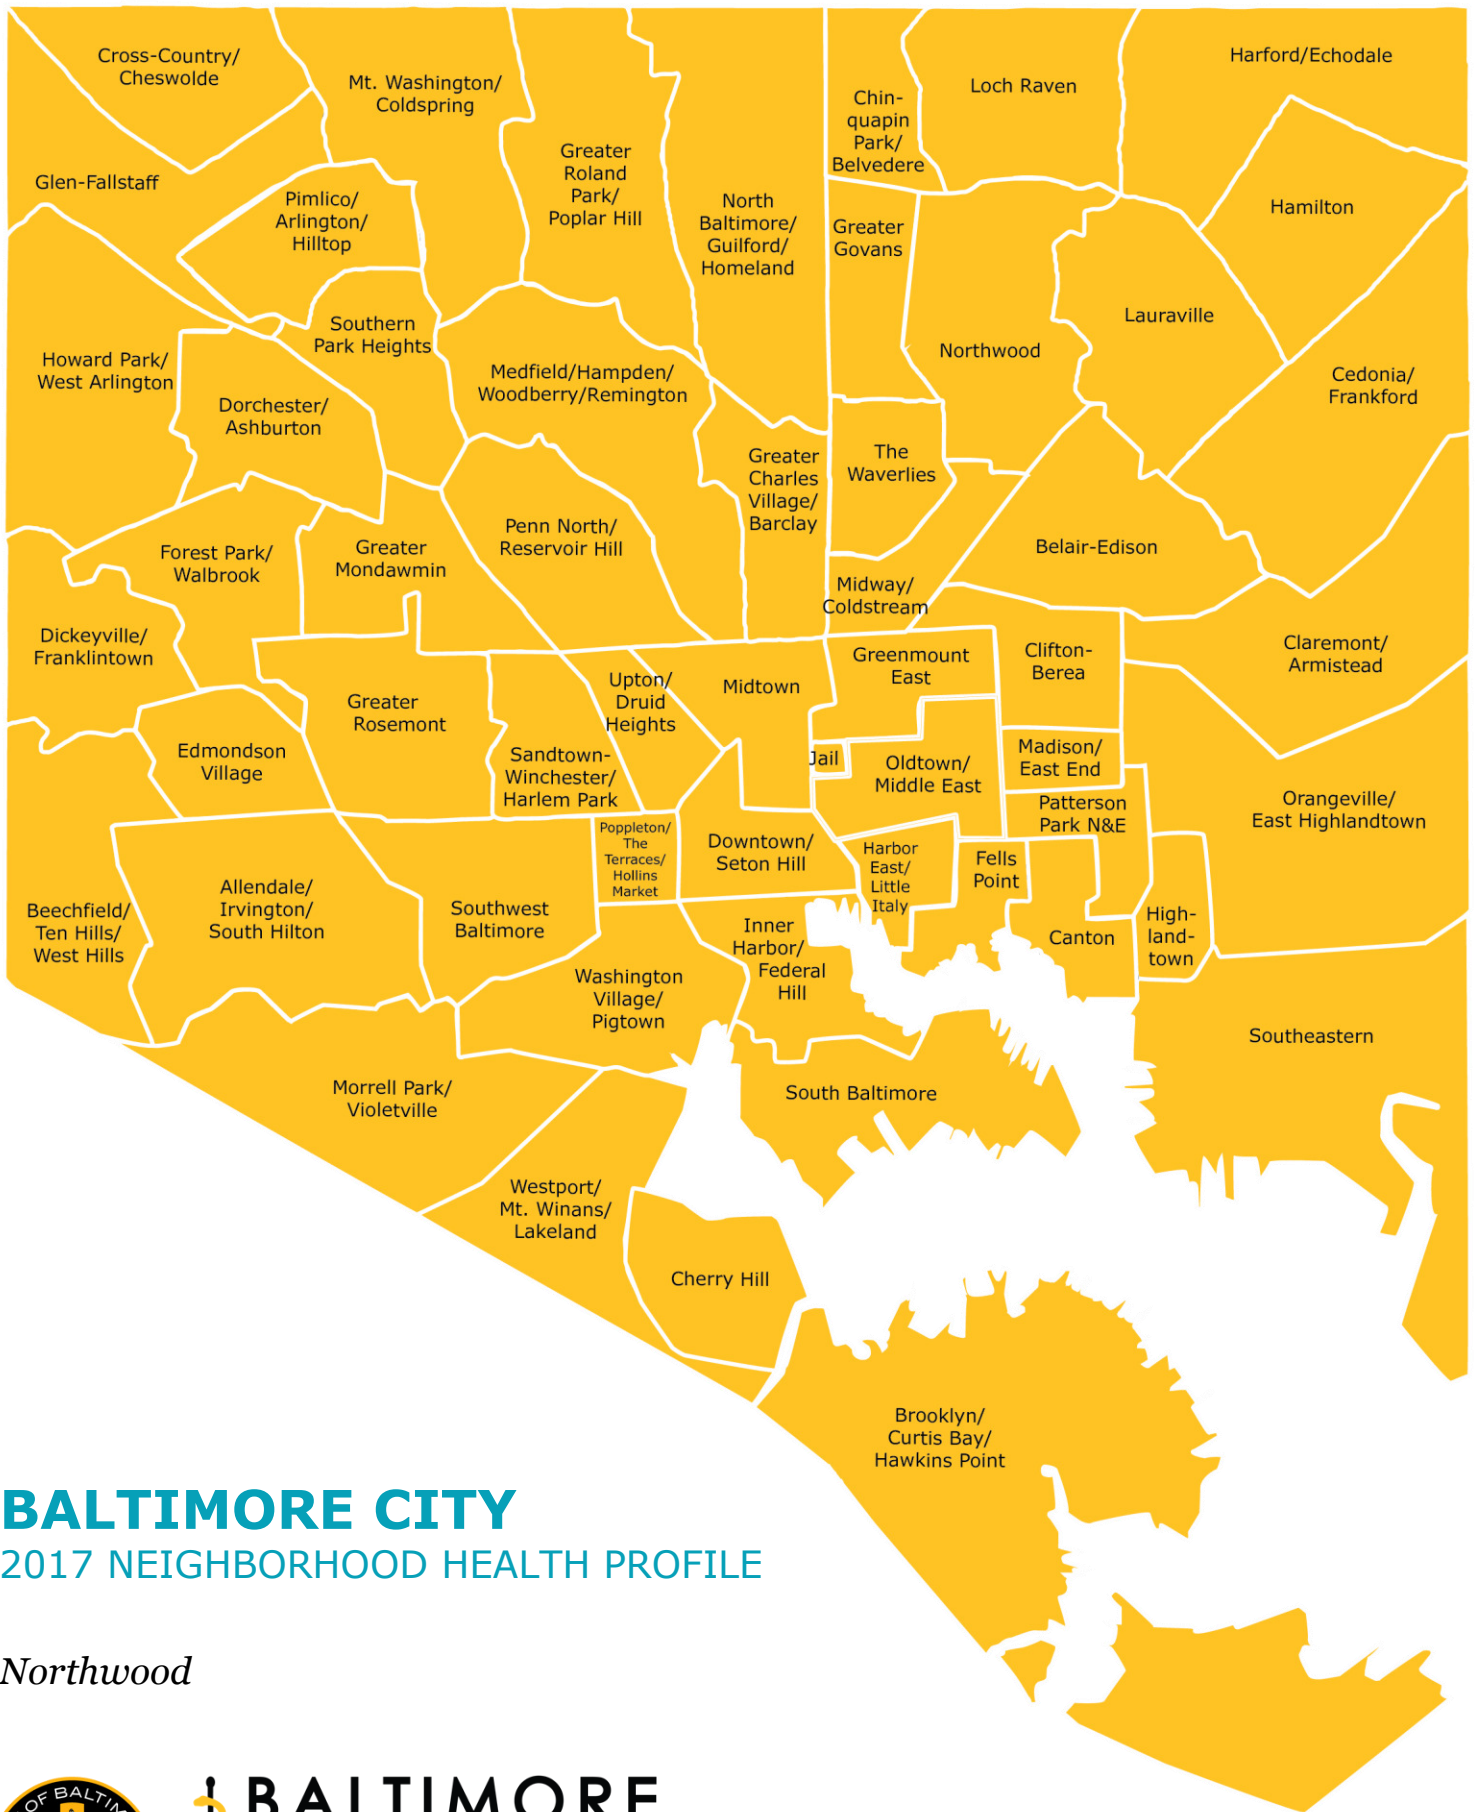 Cross-Country/
Cheswolde
Mt. Washington/
Coldspring
Greater
Roland
Park/
Poplar Hill
North
Baltimore/
Guilford/
Homeland
Chin-
quapin
Park/
Belvedere
Loch Raven
Harford/Echodale
Glen-Fallstaff
Pimlico/
Arlington/
Hilltop
Greater
Govans
Hamilton
Southern
Park Heights
Lauraville
Northwood
Howard Park/
West Arlington
Medfield/Hampden/
Woodberry/Remington
Cedonia/
Frankford
Dorchester/
Ashburton
Greater
Charles
Village/
Barclay
The
Waverlies
Penn North/
Reservoir Hill
Belair-Edison
Forest Park/
Walbrook
Greater
Mondawmin
Midway/
Coldstream
Dickeyville/
Franklintown
Greenmount
East
Clifton-
Berea
Claremont/
Armistead
Greater
Rosemont
Upton/
Druid
Heights
Midtown
Edmondson
Village
Sandtown-
Winchester/
Harlem Park
Jail
Oldtown/
Middle East
Madison/
East End
Patterson
Park N&E
Orangeville/
East Highlandtown
Poppleton/
The
Terraces/
Hollins
Market
Downtown/
Seton Hill
Harbor
East/
Little
Italy
Fells
Point
Beechfield/
Ten Hills/
West Hills
Allendale/
Irvington/
South Hilton
Southwest
Baltimore
Inner
Harbor/
Federal
Hill
Canton
High-
land-
town
Washington
Village/
Pigtown
Southeastern
Morrell Park/
Violetville
South Baltimore
Westport/
Mt. Winans/
Lakeland
Cherry Hill
Brooklyn/
Curtis Bay/
Hawkins Point
BALTIMORE CITY
2017 NEIGHBORHOOD HEALTH PROFILE
Northwood
OF BALTIM
BALTIMORE